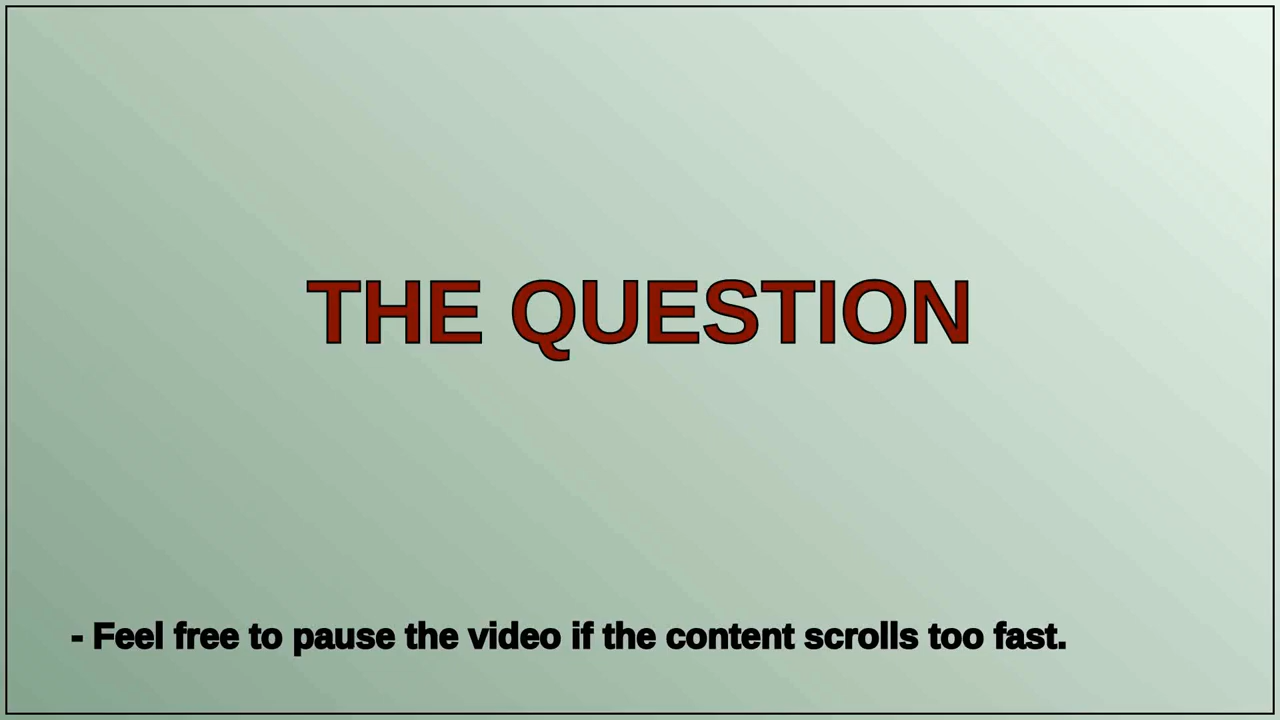 THE QUESTION
- Feel free to pause the video if the content scrolls too fast.